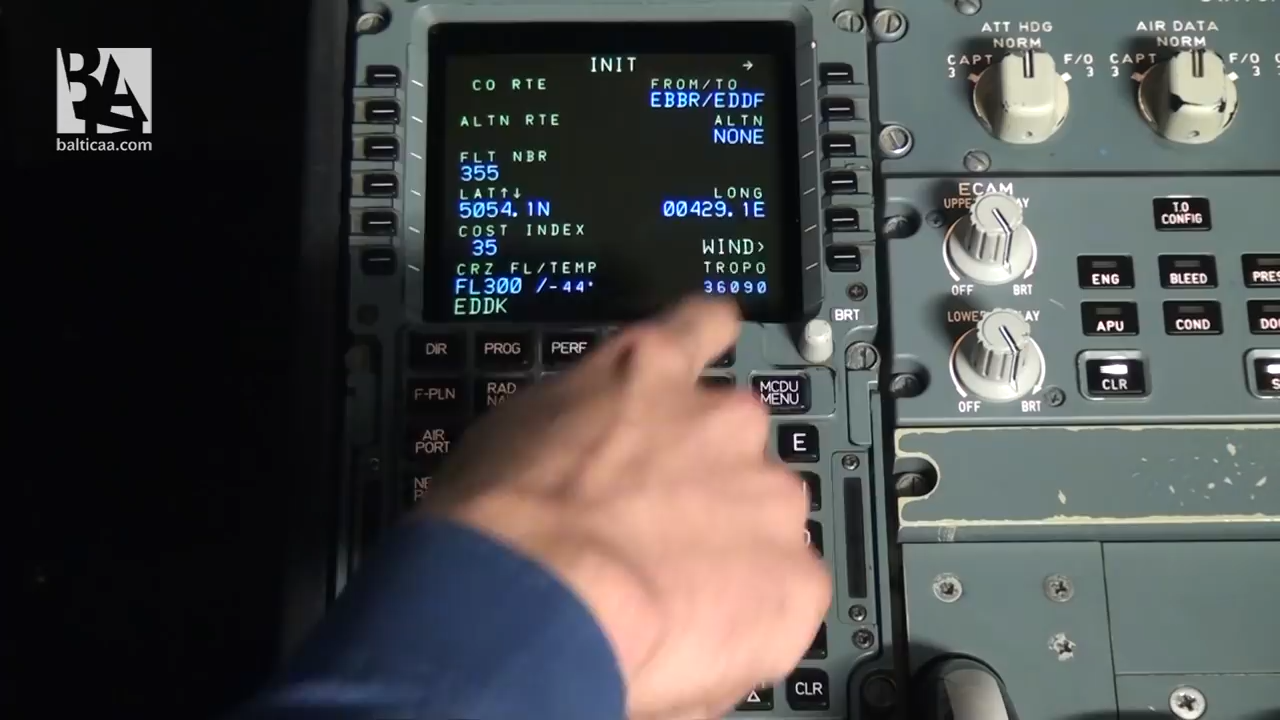 BA
balticaa.com
INIT →
CO RTE FROM/TO
EBBR/EDDF
ALTN RTE ALTN
NONE
FLT NBR
355
LAT↑↓ LONG
5054.1N 00429.1E
COST INDEX
35 WIND>
CRZ FL/TEMP TROPO
FL300 /-44° 36090
EDDK
BRT
DIR PROG PERF
F-PLN RAD
MCDU
MENU
AIR
PORT
E
CLR
ATT HDG
NORM
CAPT F/O
3 3
AIR DATA
NORM
CAPT F/O
3 3
ECAM
OFF BRT
T.O
CONFIG
ENG BLEED
OFF BRT
APU COND
CLR